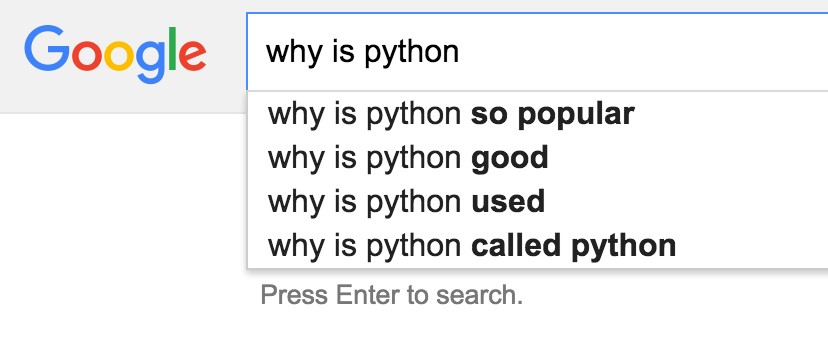 Google why is python
why is python so popular
why is python good
why is python used
why is python called python
Press Enter to search.